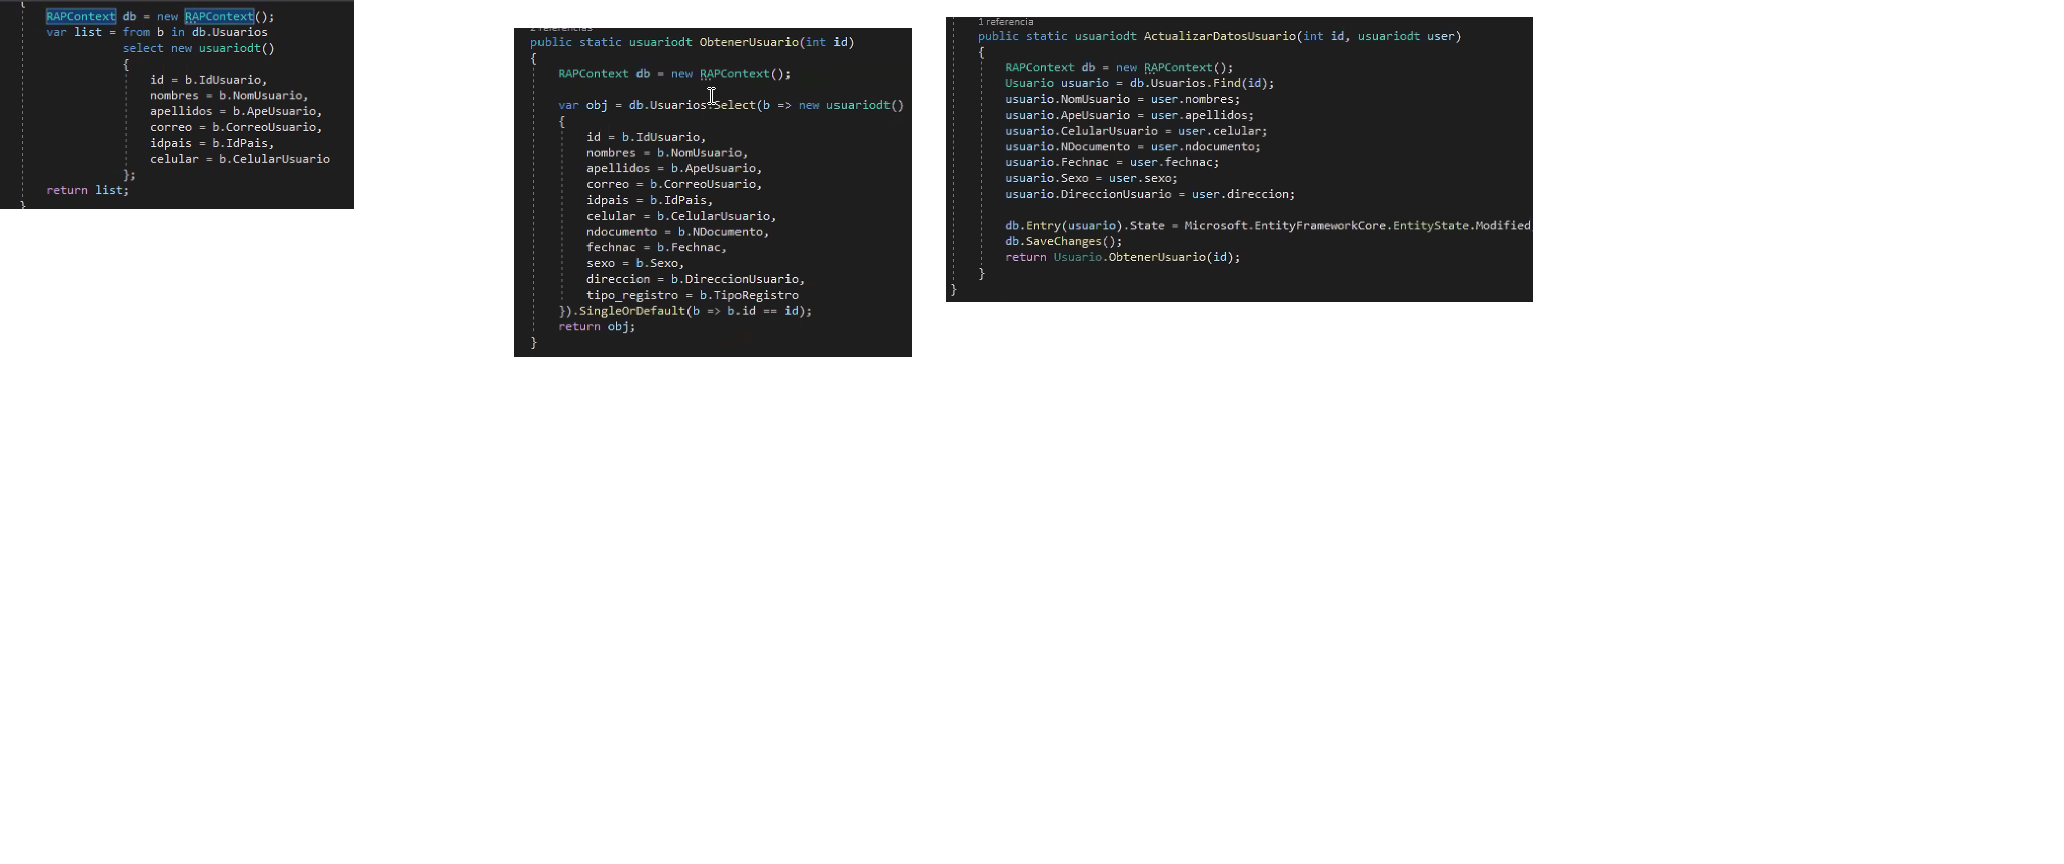 {
RAPContext db = new RAPContext();
var list = from b in db.Usuarios
select new usuariodt()
{
id = b.IdUsuario,
nombres = b.NomUsuario,
apellidos = b.ApeUsuario,
correo = b.CorreoUsuario,
idpais = b.IdPais,
celular = b.CelularUsuario
};
return list;
}
2 referencias
public static usuariodt ObtenerUsuario(int id)
{
RAPContext db = new RAPContext();
var obj = db.Usuarios.Select(b => new usuariodt()
{
id = b.IdUsuario,
nombres = b.NomUsuario,
apellidos = b.ApeUsuario,
correo = b.CorreoUsuario,
idpais = b.IdPais,
celular = b.CelularUsuario,
ndocumento = b.NDocumento,
fechnac = b.Fechnac,
sexo = b.Sexo,
direccion = b.DireccionUsuario,
tipo_registro = b.TipoRegistro
}).SingleOrDefault(b => b.id == id);
return obj;
}
1 referencia
public static usuariodt ActualizarDatosUsuario(int id, usuariodt user)
{
RAPContext db = new RAPContext();
Usuario usuario = db.Usuarios.Find(id);
usuario.NomUsuario = user.nombres;
usuario.ApeUsuario = user.apellidos;
usuario.CelularUsuario = user.celular;
usuario.NDocumento = user.ndocumento;
usuario.Fechnac = user.fechnac;
usuario.Sexo = user.sexo;
usuario.DireccionUsuario = user.direccion;
db.Entry(usuario).State = Microsoft.EntityFrameworkCore.EntityState.Modified;
db.SaveChanges();
return Usuario.ObtenerUsuario(id);
}
}